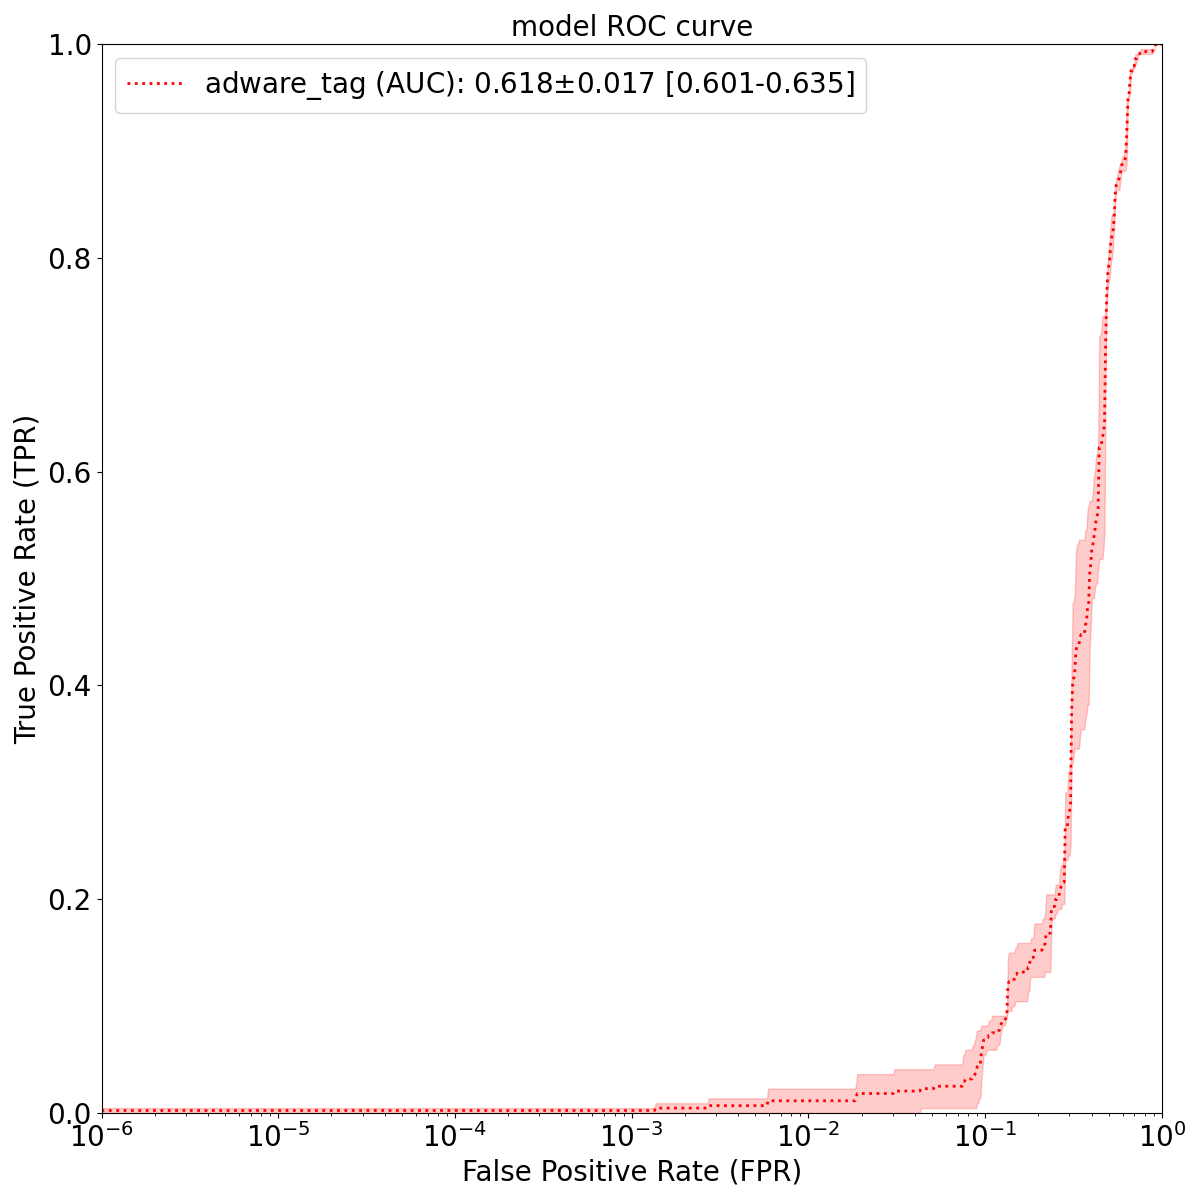 model ROC curve
adware_tag (AUC): 0.618±0.017 [0.601-0.635]
True Positive Rate (TPR)
1.0
0.8
0.6
0.4
0.2
0.0
10⁻⁶ 10⁻⁵ 10⁻⁴ 10⁻³ 10⁻² 10⁻¹ 10⁰
False Positive Rate (FPR)